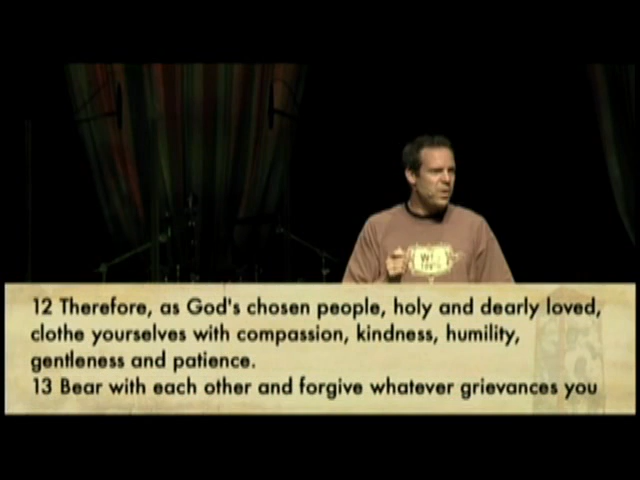 12 Therefore, as God's chosen people, holy and dearly loved,
clothe yourselves with compassion, kindness, humility,
gentleness and patience.
13 Bear with each other and forgive whatever grievances you